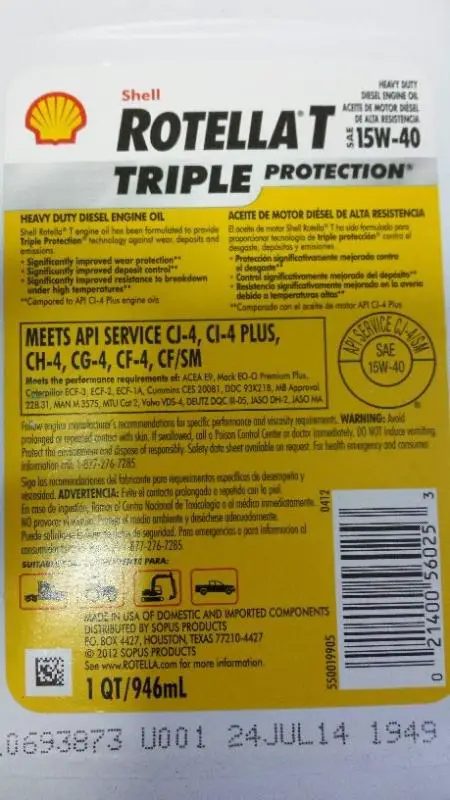 Shell
ROTELLA® T
TRIPLE PROTECTION®
HEAVY DUTY
DIESEL ENGINE OIL
ACEITE DE MOTOR DIÉSEL
DE ALTA RESISTENCIA
SAE 15W-40
HEAVY DUTY DIESEL ENGINE OIL
Shell Rotella® T engine oil has been formulated to provide
Triple Protection® technology against wear, deposits and
emissions.
• Significantly improved wear protection**
• Significantly improved deposit control**
• Significantly improved resistance to breakdown
under high temperatures**
**Compared to API CI-4 Plus engine oils
ACEITE DE MOTOR DIÉSEL DE ALTA RESISTENCIA
El aceite de motor Shell Rotella® T ha sido formulado para
proporcionar tecnología de triple protección® contra el
desgaste, depósitos y emisiones.
• Protección significativamente mejorada contra
el desgaste**
• Control significativamente mejorado del depósito**
• Resistencia significativamente mejorada en la avería
debido a temperaturas altas**
**Comparado con el aceite de motor API CI-4 Plus
MEETS API SERVICE CJ-4, CI-4 PLUS,
CH-4, CG-4, CF-4, CF/SM
Meets the performance requirements of: ACEA E9, Mack EO-O Premium Plus,
Caterpillar ECF-3, ECF-2, ECF-1A, Cummins CES 20081, DDC 93K218, MB Approval
228.31, MAN M 3575, MTU Cat 2, Volvo VDS-4, DEUTZ DQC III-05, JASO DH-2, JASO MA
API SERVICE CJ-4/SM
SAE
15W-40
Follow engine manufacturer's recommendations for specific performance and viscosity requirements. WARNING: Avoid
prolonged or repeated contact with skin. If swallowed, call a Poison Control Center or doctor immediately. DO NOT induce vomiting.
Protect the environment and dispose of responsibly. Safety data sheet available on request. For health emergency and consumer
information call 1-877-276-7285.
Siga las recomendaciones del fabricante para requerimientos específicos de desempeño y
viscosidad. ADVERTENCIA: Evite el contacto prolongado o repetido con la piel.
En caso de ingestión, llamar al Centro Nacional de Toxicología o al médico inmediatamente.
NO provocar el vómito. Proteja el medio ambiente y deséchese adecuadamente.
Puede solicitar de seguridad. Para emergencias o para información al
consumidor 877-276-7285.
SUITABLE PARA:
MADE IN USA OF DOMESTIC AND IMPORTED COMPONENTS
DISTRIBUTED BY SOPUS PRODUCTS
P.O. BOX 4427, HOUSTON, TEXAS 77210-4427
© 2012 SOPUS PRODUCTS
See www.ROTELLA.com for more information.
1 QT/946mL
0412
550019905
0 21400 56025 3
0693873 U001 24JUL14 1949